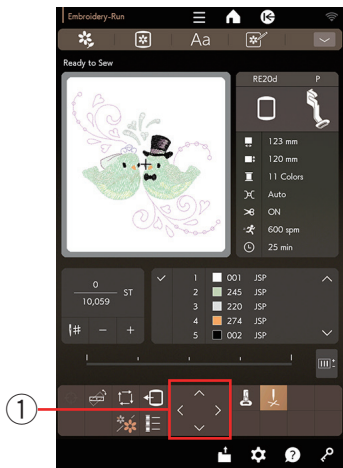 Embroidery-Run
Aa
Ready to Sew
RE20d P
123 mm
120 mm
11 Colors
Auto
ON
600 spm
25 min
0
10,059
ST
1 001 JSP
2 245 JSP
3 220 JSP
4 274 JSP
5 002 JSP
# − +
1
?